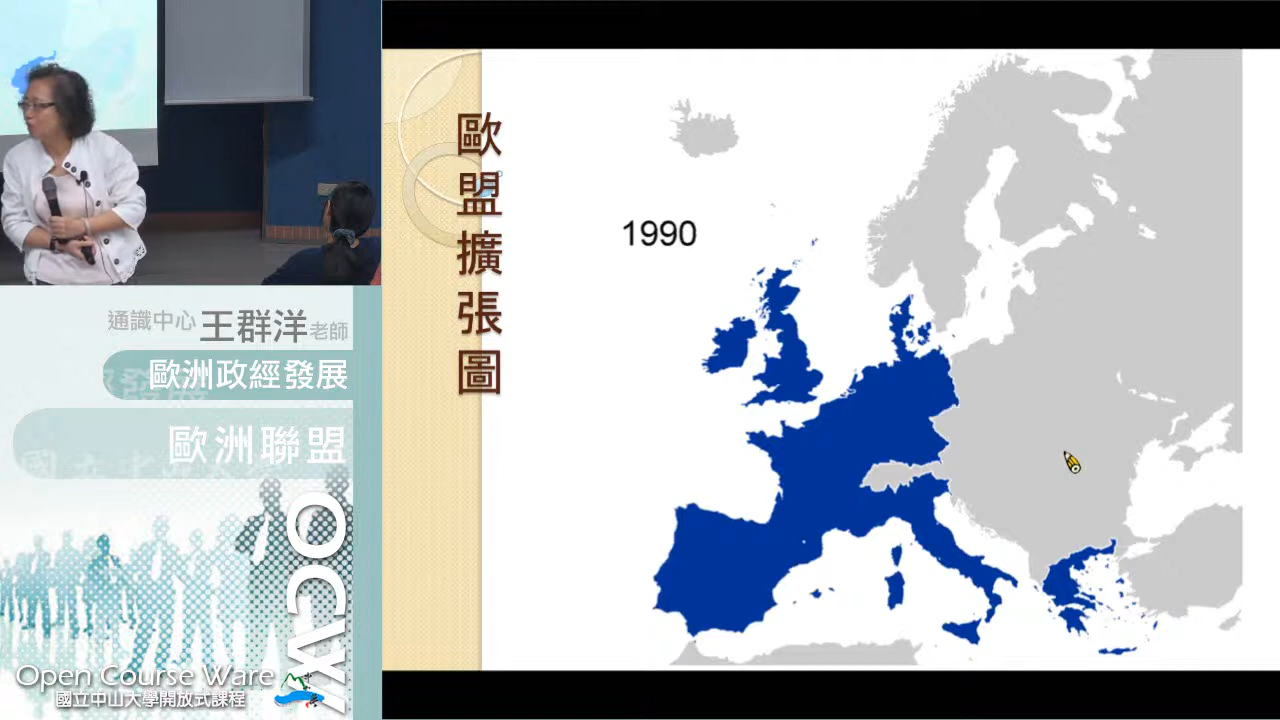 通識中心 王群洋 老師
歐洲政經發展
歐洲聯盟
OCW
Open Course Ware
國立中山大學開放式課程
歐盟擴張圖
1990